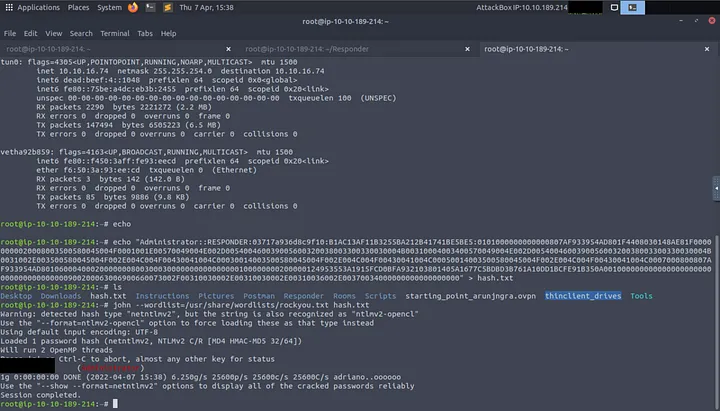 Applications Places System Thu 7 Apr, 15:38 AttackBox IP:10.10.189.214
root@ip-10-10-189-214: ~
File Edit View Search Terminal Tabs Help
root@ip-10-10-189-214: ~ x root@ip-10-10-189-214: ~/Responder x root@ip-10-10-189-214: ~ x
tun0: flags=4305<UP,POINTOPOINT,RUNNING,NOARP,MULTICAST> mtu 1500
inet 10.10.16.74 netmask 255.255.254.0 destination 10.10.16.74
inet6 dead:beef:4::1048 prefixlen 64 scopeid 0x0<global>
inet6 fe80::75be:a4dc:eb3b:2455 prefixlen 64 scopeid 0x20<link>
unspec 00-00-00-00-00-00-00-00-00-00-00-00-00-00-00-00 txqueuelen 100 (UNSPEC)
RX packets 2290 bytes 2221272 (2.2 MB)
RX errors 0 dropped 0 overruns 0 frame 0
TX packets 147494 bytes 6505223 (6.5 MB)
TX errors 0 dropped 0 overruns 0 carrier 0 collisions 0
vetha92b859: flags=4163<UP,BROADCAST,RUNNING,MULTICAST> mtu 1500
inet6 fe80::f450:3aff:fe93:eecd prefixlen 64 scopeid 0x20<link>
ether f6:50:3a:93:ee:cd txqueuelen 0 (Ethernet)
RX packets 3 bytes 142 (142.0 B)
RX errors 0 dropped 0 overruns 0 frame 0
TX packets 85 bytes 9886 (9.8 KB)
TX errors 0 dropped 0 overruns 0 carrier 0 collisions 0
root@ip-10-10-189-214:~# echo
root@ip-10-10-189-214:~# echo "Administrator::RESPONDER:
" > hash.txt
root@ip-10-10-189-214:~# ls
Desktop Downloads hash.txt Instructions Pictures Postman Responder Rooms Scripts starting_point_arunjngra.ovpn thinclient_drives Tools
root@ip-10-10-189-214:~# john --wordlist=/usr/share/wordlists/rockyou.txt hash.txt
Warning: detected hash type "netntlmv2", but the string is also recognized as "ntlmv2-opencl"
Use the "--format=ntlmv2-opencl" option to force loading these as that type instead
Using default input encoding: UTF-8
Loaded 1 password hash (netntlmv2, NTLMv2 C/R [MD4 HMAC-MD5 32/64])
Will run 2 OpenMP threads
Ctrl-C to abort, almost any other key for status
1g 0:00:00:00 DONE (2022-04-07 15:38) 6.250g/s 25600p/s 25600c/s 25600C/s adriano..oooooo
Use the "--show --format=netntlmv2" options to display all of the cracked passwords reliably
Session completed.
root@ip-10-10-189-214:~#